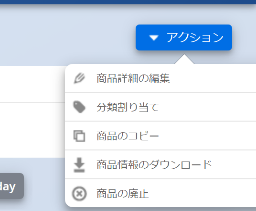 アクション
商品詳細の編集
分類割り当て
商品のコピー
商品情報のダウンロード
商品の廃止
day